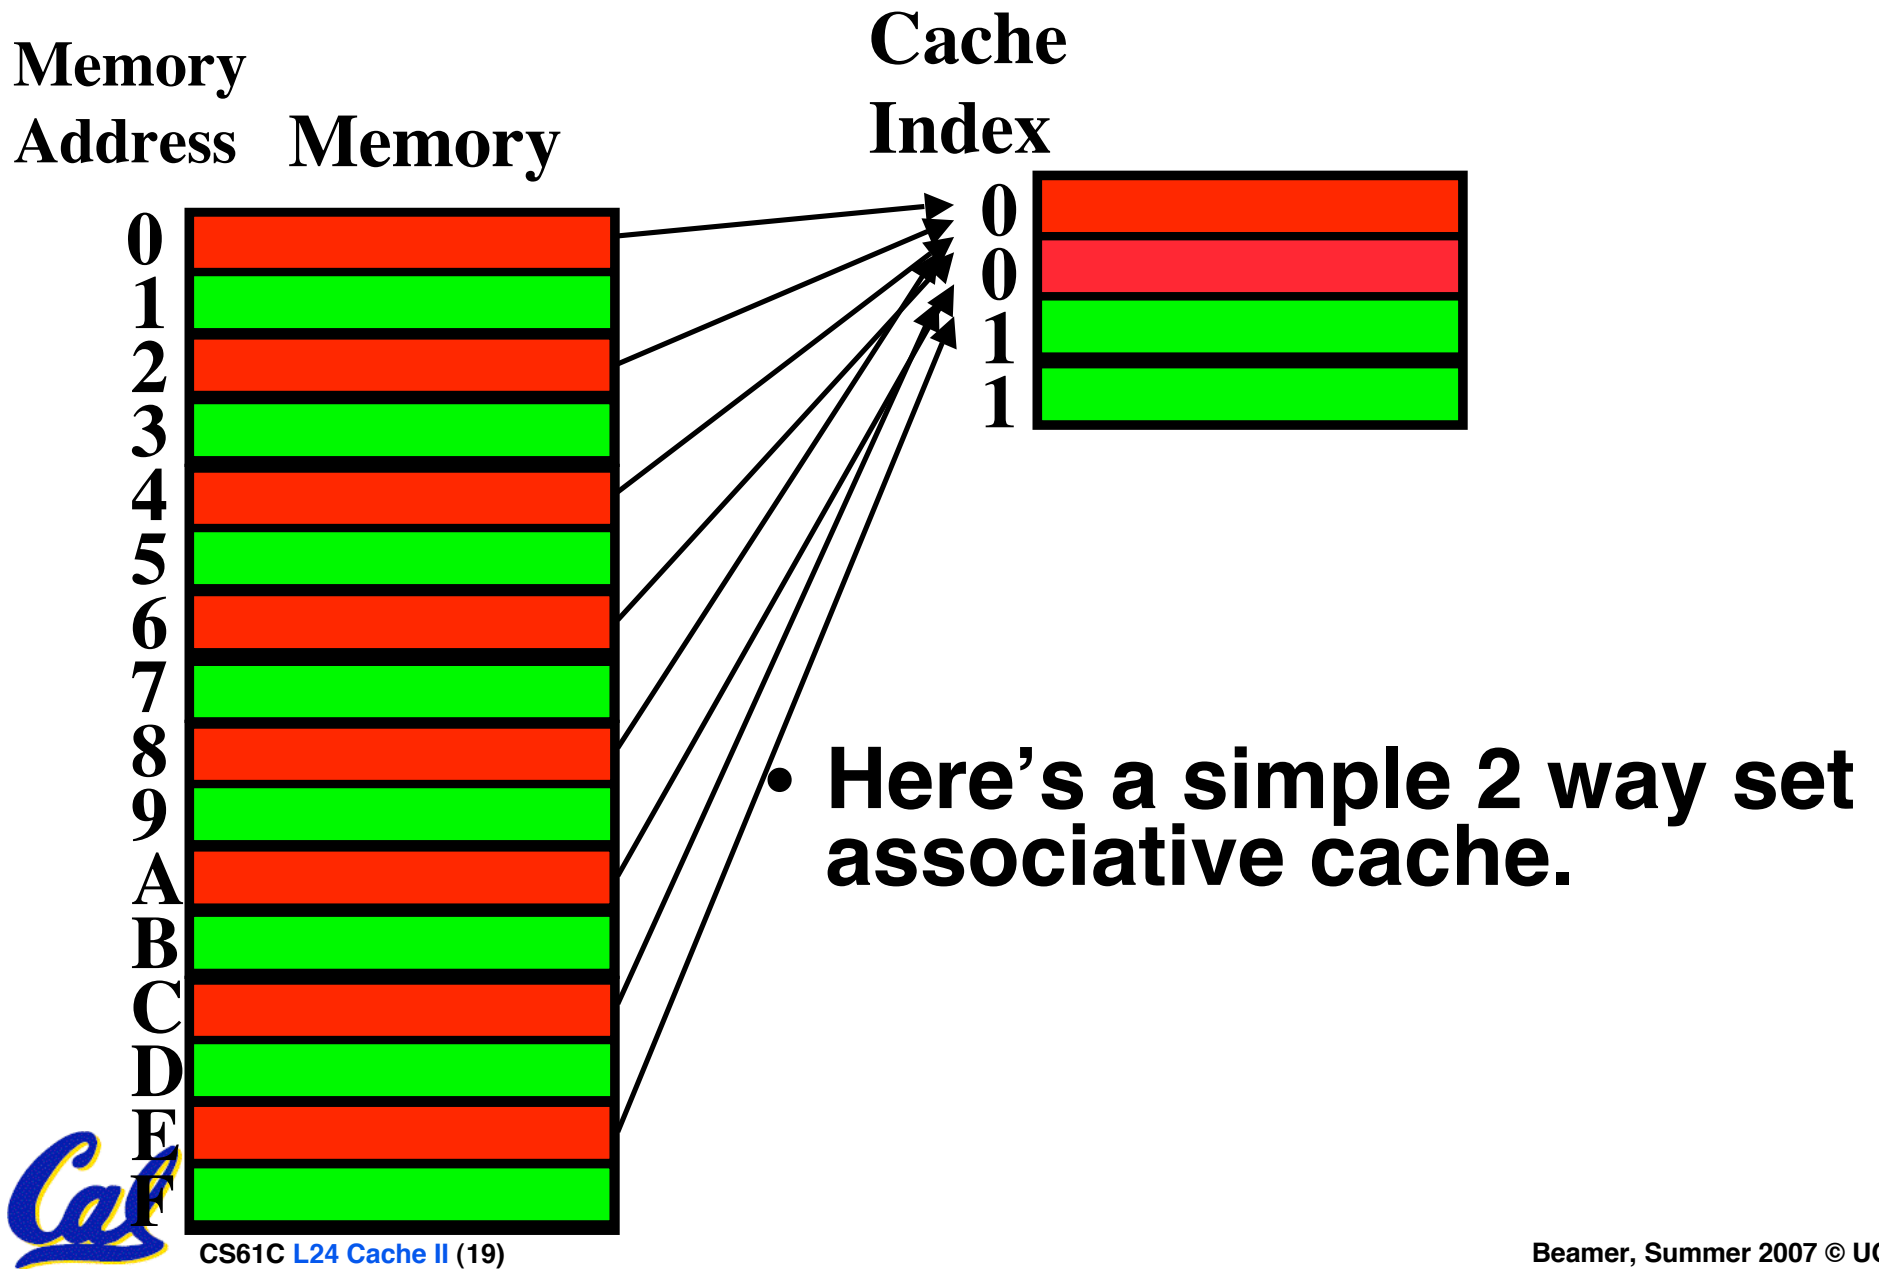 Memory
Address
Memory
Cache
Index
0
1
2
3
4
5
6
7
8
9
A
B
C
D
E
F
0
0
1
1
• Here's a simple 2 way set
associative cache.
Cal
CS61C L24 Cache II (19)
Beamer, Summer 2007 ©